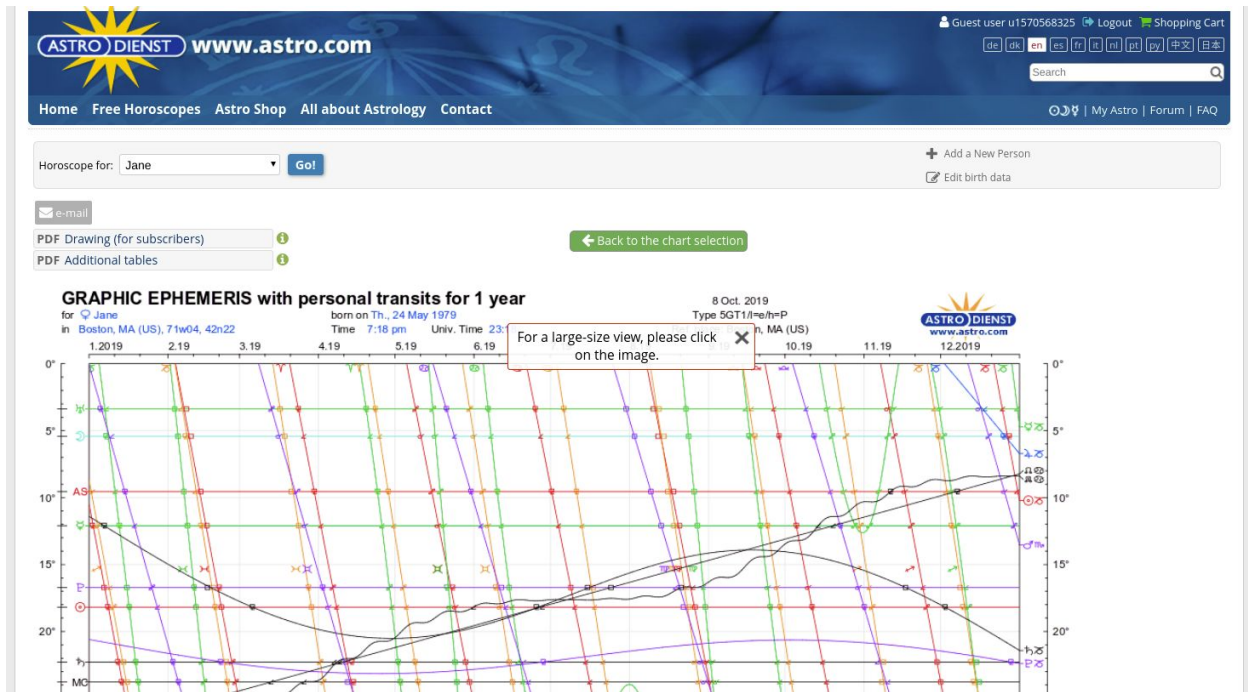 Guest user u1570568325 Logout Shopping Cart
ASTRO DIENST www.astro.com
de dk en es fr it nl pt py 中文 日本
Search
Home Free Horoscopes Astro Shop All about Astrology Contact
My Astro | Forum | FAQ
Horoscope for: Jane Go!
Add a New Person
Edit birth data
e-mail
PDF Drawing (for subscribers)
Back to the chart selection
PDF Additional tables
GRAPHIC EPHEMERIS with personal transits for 1 year
for ♀ Jane
in Boston, MA (US), 71w04, 42n22
born on Th., 24 May 1979
Time 7:18 pm Univ. Time 23:1
8 Oct. 2019
Type 5GT1/l=e/h=P
n, MA (US)
ASTRO DIENST
www.astro.com
For a large-size view, please click
on the image.
1.2019 2.19 3.19 4.19 5.19 6.19 10.19 11.19 12.2019
0° 0°
5° 5°
AS
10° 10°
15° 15°
P
20° 20°
P
MC